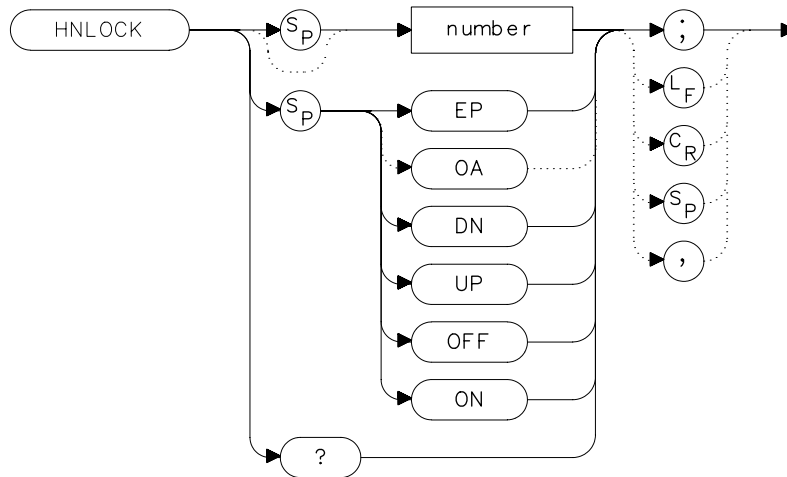 HNLOCK SP number ;
LF
SP EP
CR
OA
SP
DN
,
UP
OFF
ON
?